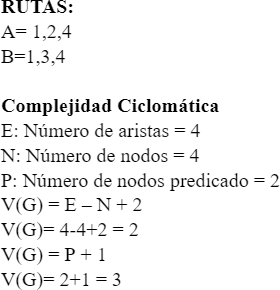 RUTAS:
A= 1,2,4
B=1,3,4
Complejidad Ciclomática
E: Número de aristas = 4
N: Número de nodos = 4
P: Número de nodos predicado = 2
V(G) = E – N + 2
V(G)= 4-4+2 = 2
V(G) = P + 1
V(G)= 2+1 = 3